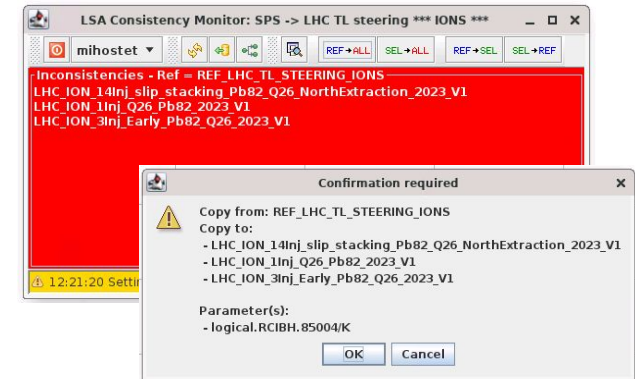 LSA Consistency Monitor: SPS -> LHC TL steering *** IONS ***
mihostet
REF→ALL SEL→ALL REF→SEL SEL→REF
Inconsistencies - Ref = REF_LHC_TL_STEERING_IONS
LHC_ION_14Inj_slip_stacking_Pb82_Q26_NorthExtraction_2023_V1
LHC_ION_1Inj_Q26_Pb82_2023_V1
LHC_ION_3Inj_Early_Pb82_Q26_2023_V1
12:21:20
Confirmation required
Copy from: REF_LHC_TL_STEERING_IONS
Copy to:
- LHC_ION_14Inj_slip_stacking_Pb82_Q26_NorthExtraction_2023_V1
- LHC_ION_1Inj_Q26_Pb82_2023_V1
- LHC_ION_3Inj_Early_Pb82_Q26_2023_V1
Parameter(s):
- logical.RCIBH.85004/K
OK Cancel